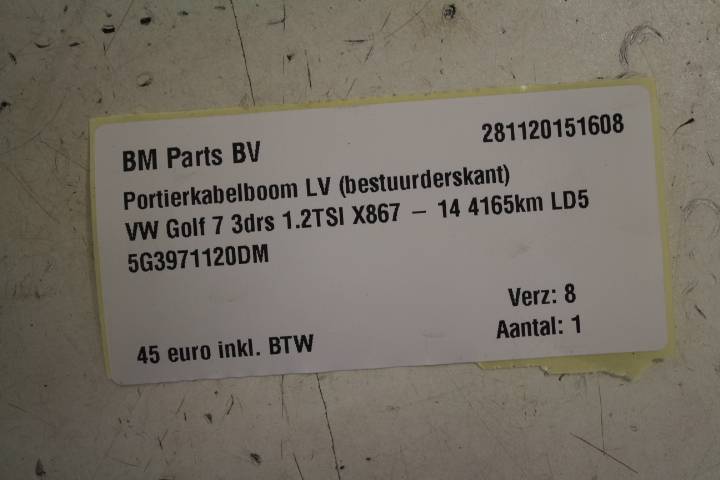 281120151608
BM Parts BV
Portierkabelboom LV (bestuurderskant)
VW Golf 7 3drs 1.2TSI X867 – 14 4165km LD5
5G3971120DM
Verz: 8
Aantal: 1
45 euro inkl. BTW